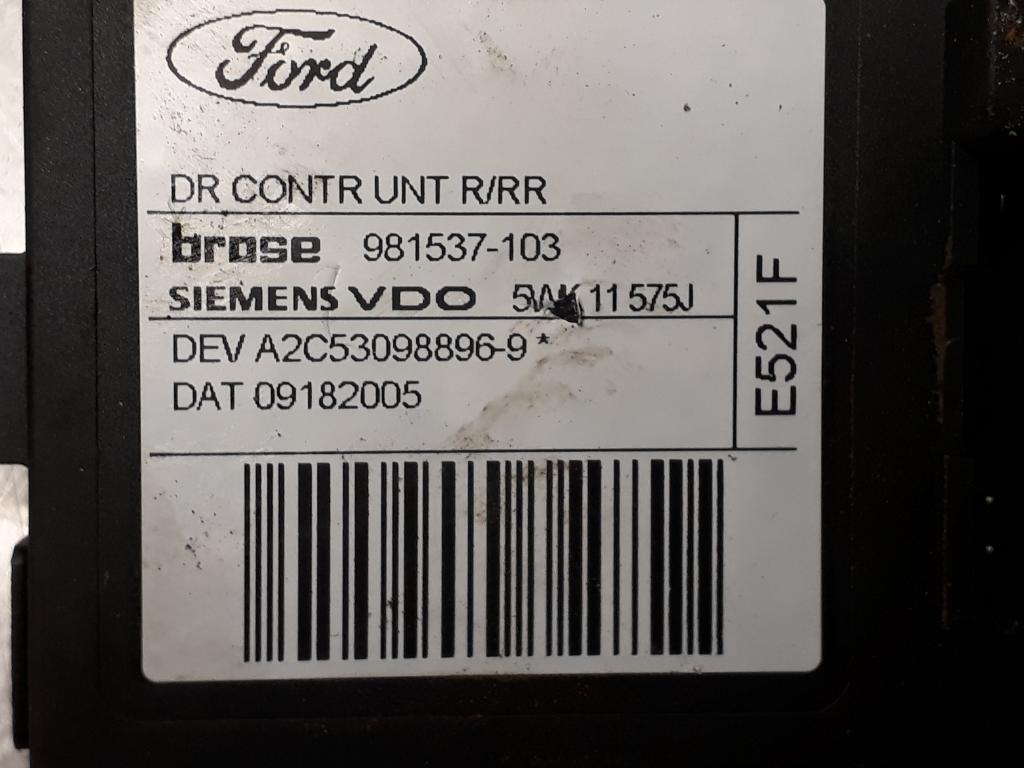 Ford
DR CONTR UNT R/RR
brose 981537-103
SIEMENS VDO 5WK 11 575J
DEV A2C53098896-9 *
DAT 09182005
E521F